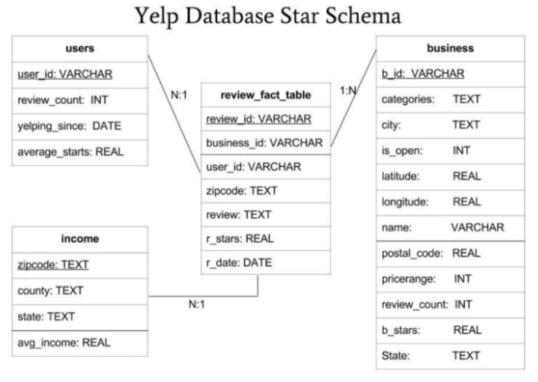 Yelp Database Star Schema
users
user_id: VARCHAR
review_count: INT
yelping_since: DATE
average_starts: REAL
N:1
review_fact_table
review_id: VARCHAR
business_id: VARCHAR
user_id: VARCHAR
zipcode: TEXT
review: TEXT
r_stars: REAL
r_date: DATE
1:N
business
b_id: VARCHAR
categories: TEXT
city: TEXT
is_open: INT
latitude: REAL
longitude: REAL
name: VARCHAR
postal_code: REAL
pricerange: INT
review_count: INT
b_stars: REAL
State: TEXT
income
zipcode: TEXT
county: TEXT
state: TEXT
avg_income: REAL
N:1